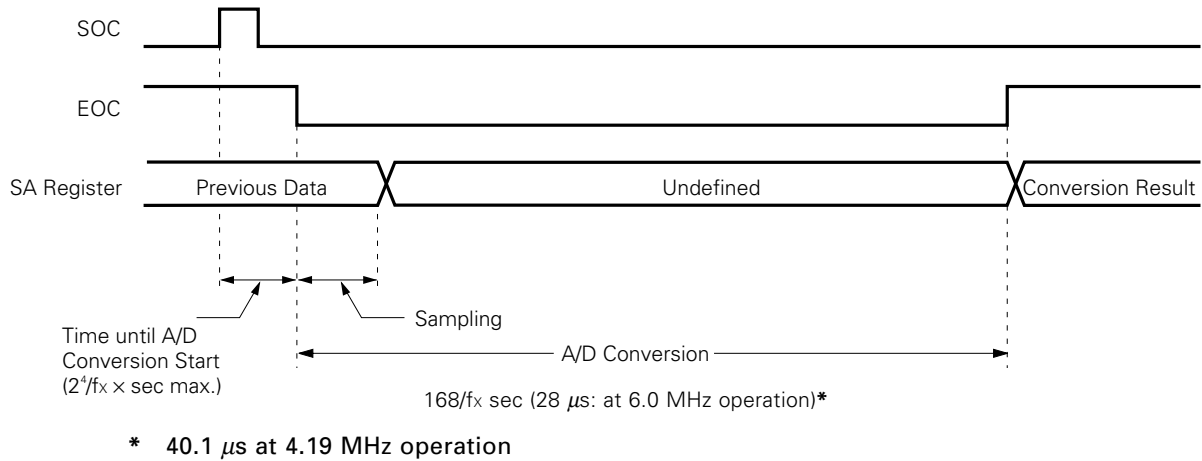 SOC
EOC
SA Register
Previous Data
Undefined
Conversion Result
Sampling
Time until A/D
Conversion Start
(2⁴/fx × sec max.)
A/D Conversion
168/fx sec (28 μs: at 6.0 MHz operation)*
* 40.1 μs at 4.19 MHz operation